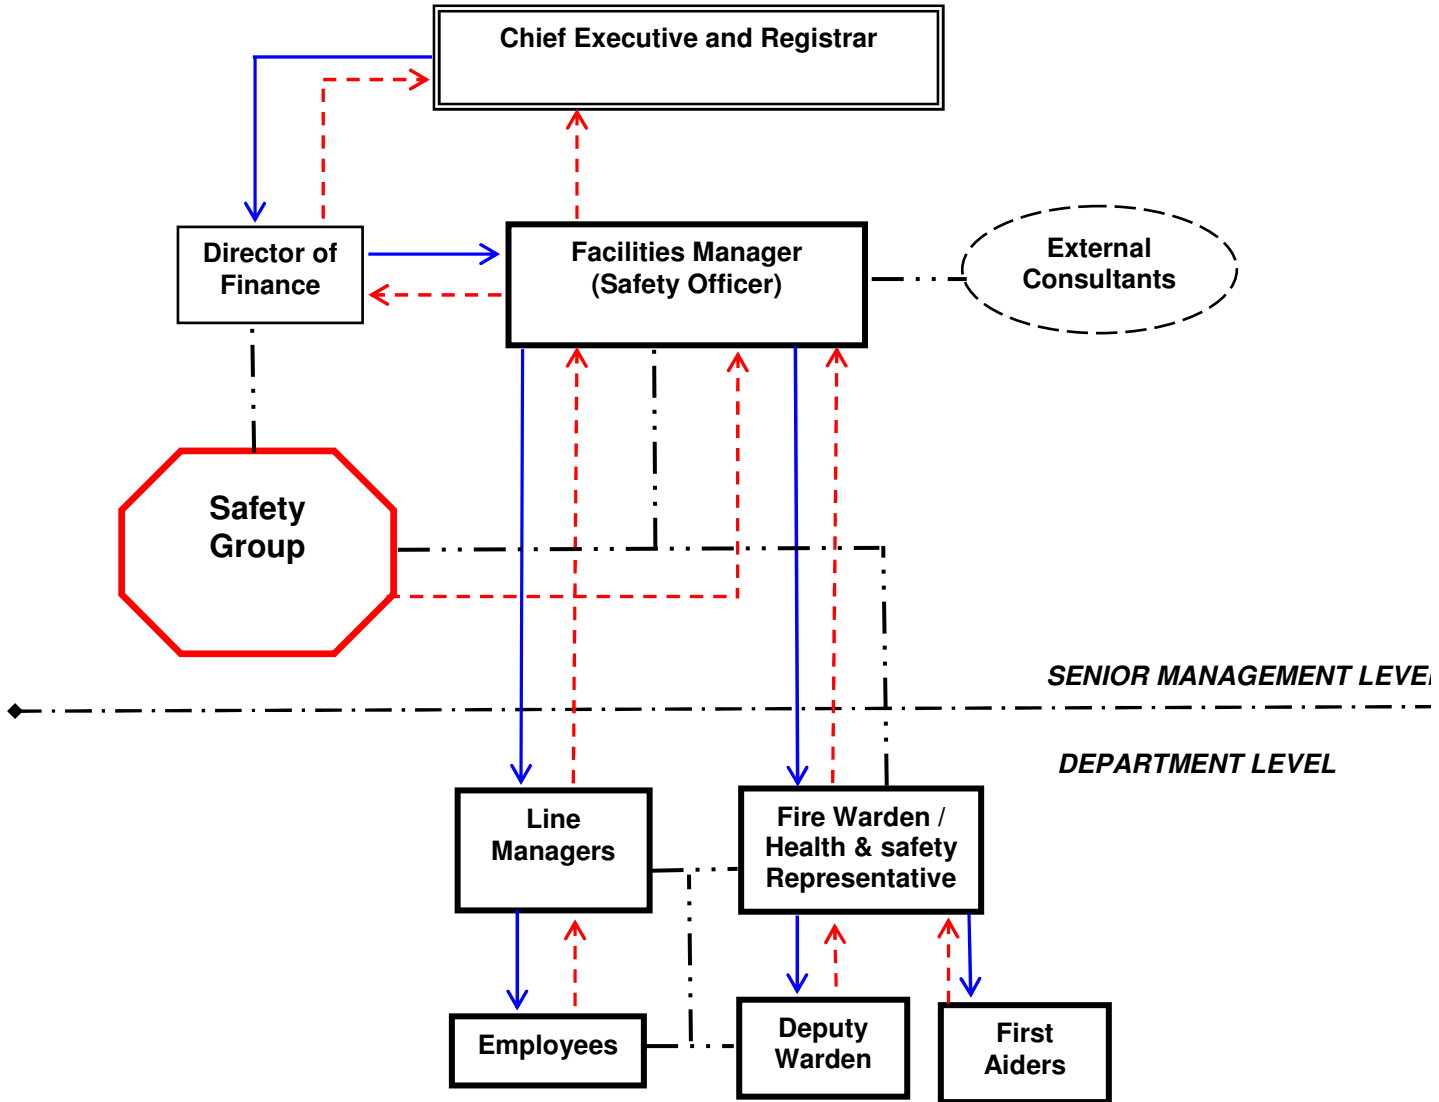 Chief Executive and Registrar
Director of
Finance
Facilities Manager
(Safety Officer)
External
Consultants
Safety
Group
SENIOR MANAGEMENT LEVEL
DEPARTMENT LEVEL
Line
Managers
Fire Warden /
Health & safety
Representative
Employees
Deputy
Warden
First
Aiders